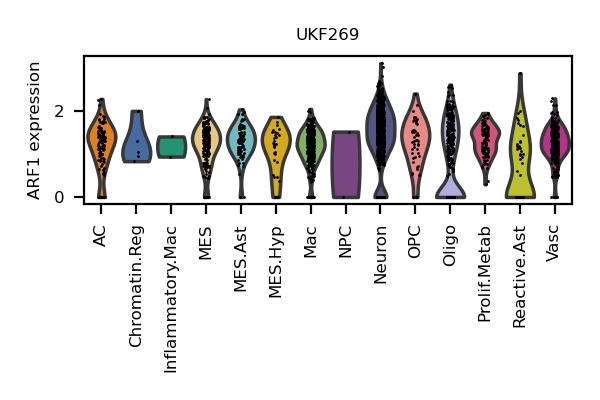 UKF269
ARF1 expression
2
0
AC
Chromatin.Reg
Inflammatory.Mac
MES
MES.Ast
MES.Hyp
Mac
NPC
Neuron
OPC
Oligo
Prolif.Metab
Reactive.Ast
Vasc